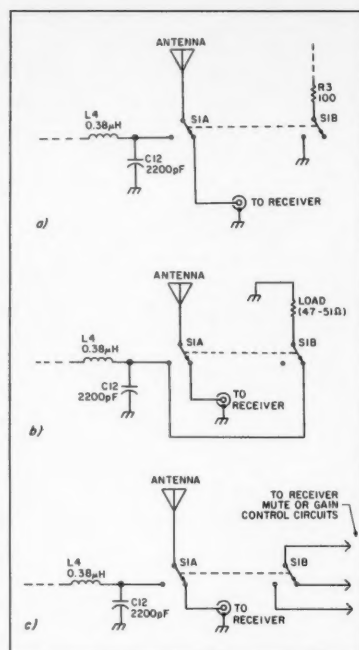 ANTENNA
R3
100
L4
0.38μH
S1A
S1B
C12
2200pF
TO RECEIVER
a)
ANTENNA
LOAD
(47-51Ω)
L4
0.38μH
S1A
S1B
C12
2200pF
TO
RECEIVER
b)
TO RECEIVER
MUTE OR GAIN
CONTROL CIRCUITS
ANTENNA
S1B
L4
0.38μH
S1A
C12
2200pF
TO
RECEIVER
c)